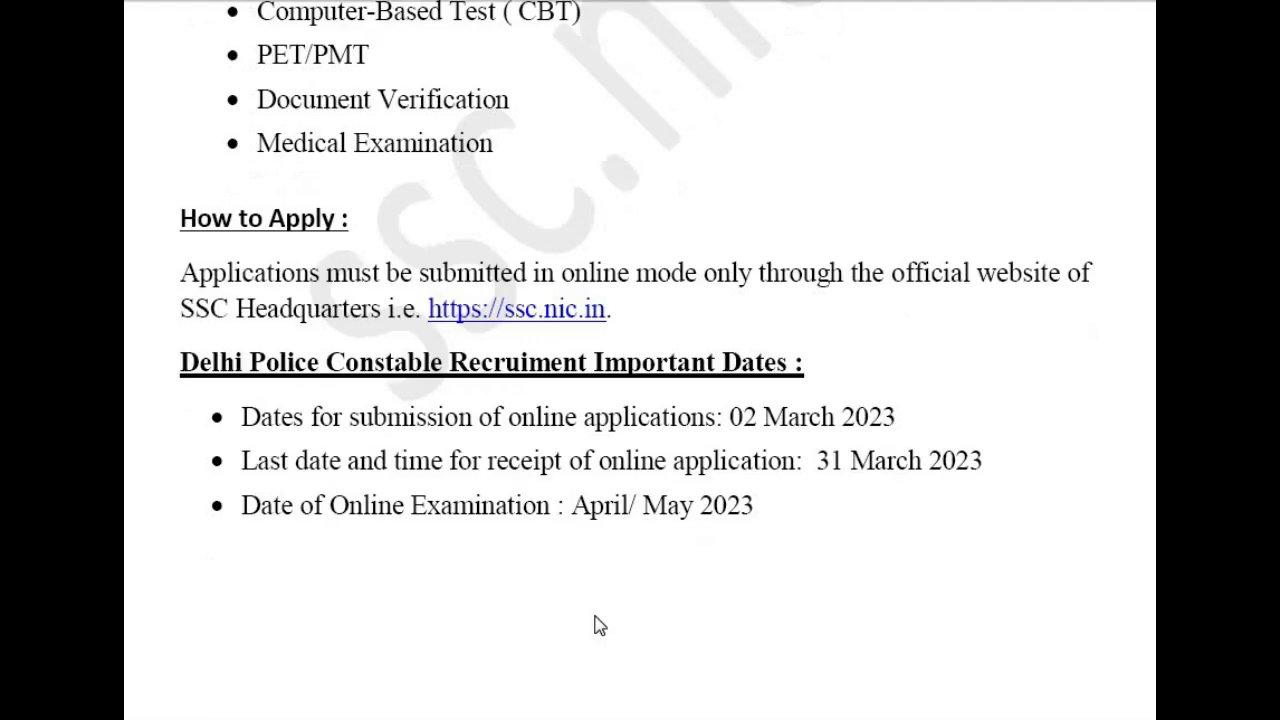 Computer-Based Test ( CBT)
PET/PMT
Document Verification
Medical Examination
How to Apply :
Applications must be submitted in online mode only through the official website of
SSC Headquarters i.e. https://ssc.nic.in.
Delhi Police Constable Recruiment Important Dates :
Dates for submission of online applications: 02 March 2023
Last date and time for receipt of online application:  31 March 2023
Date of Online Examination : April/ May 2023
ssc.nic